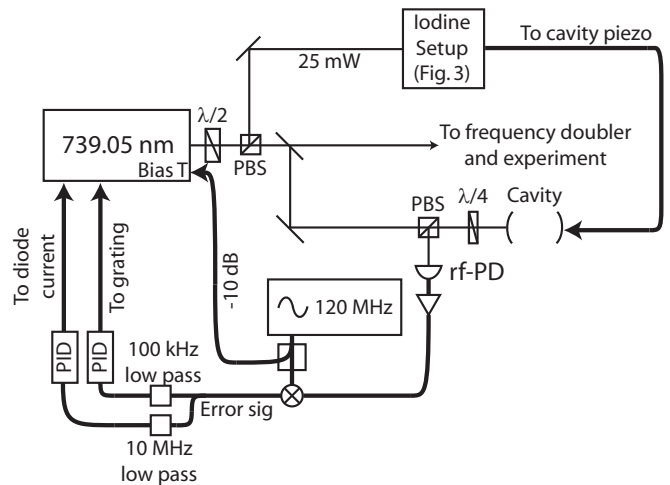 Iodine
Setup
(Fig. 3)
To cavity piezo
25 mW
λ/2
739.05 nm
Bias T
PBS
To frequency doubler
and experiment
PBS
λ/4
Cavity
rf-PD
To diode
current
To grating
-10 dB
120 MHz
PID
PID
100 kHz
low pass
Error sig
10 MHz
low pass